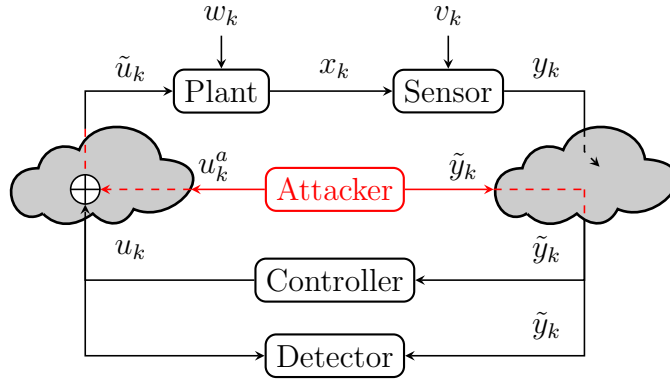 w_k
v_k
ũ_k
Plant
x_k
Sensor
y_k
u_k^a
Attacker
ỹ_k
u_k
Controller
ỹ_k
Detector
ỹ_k